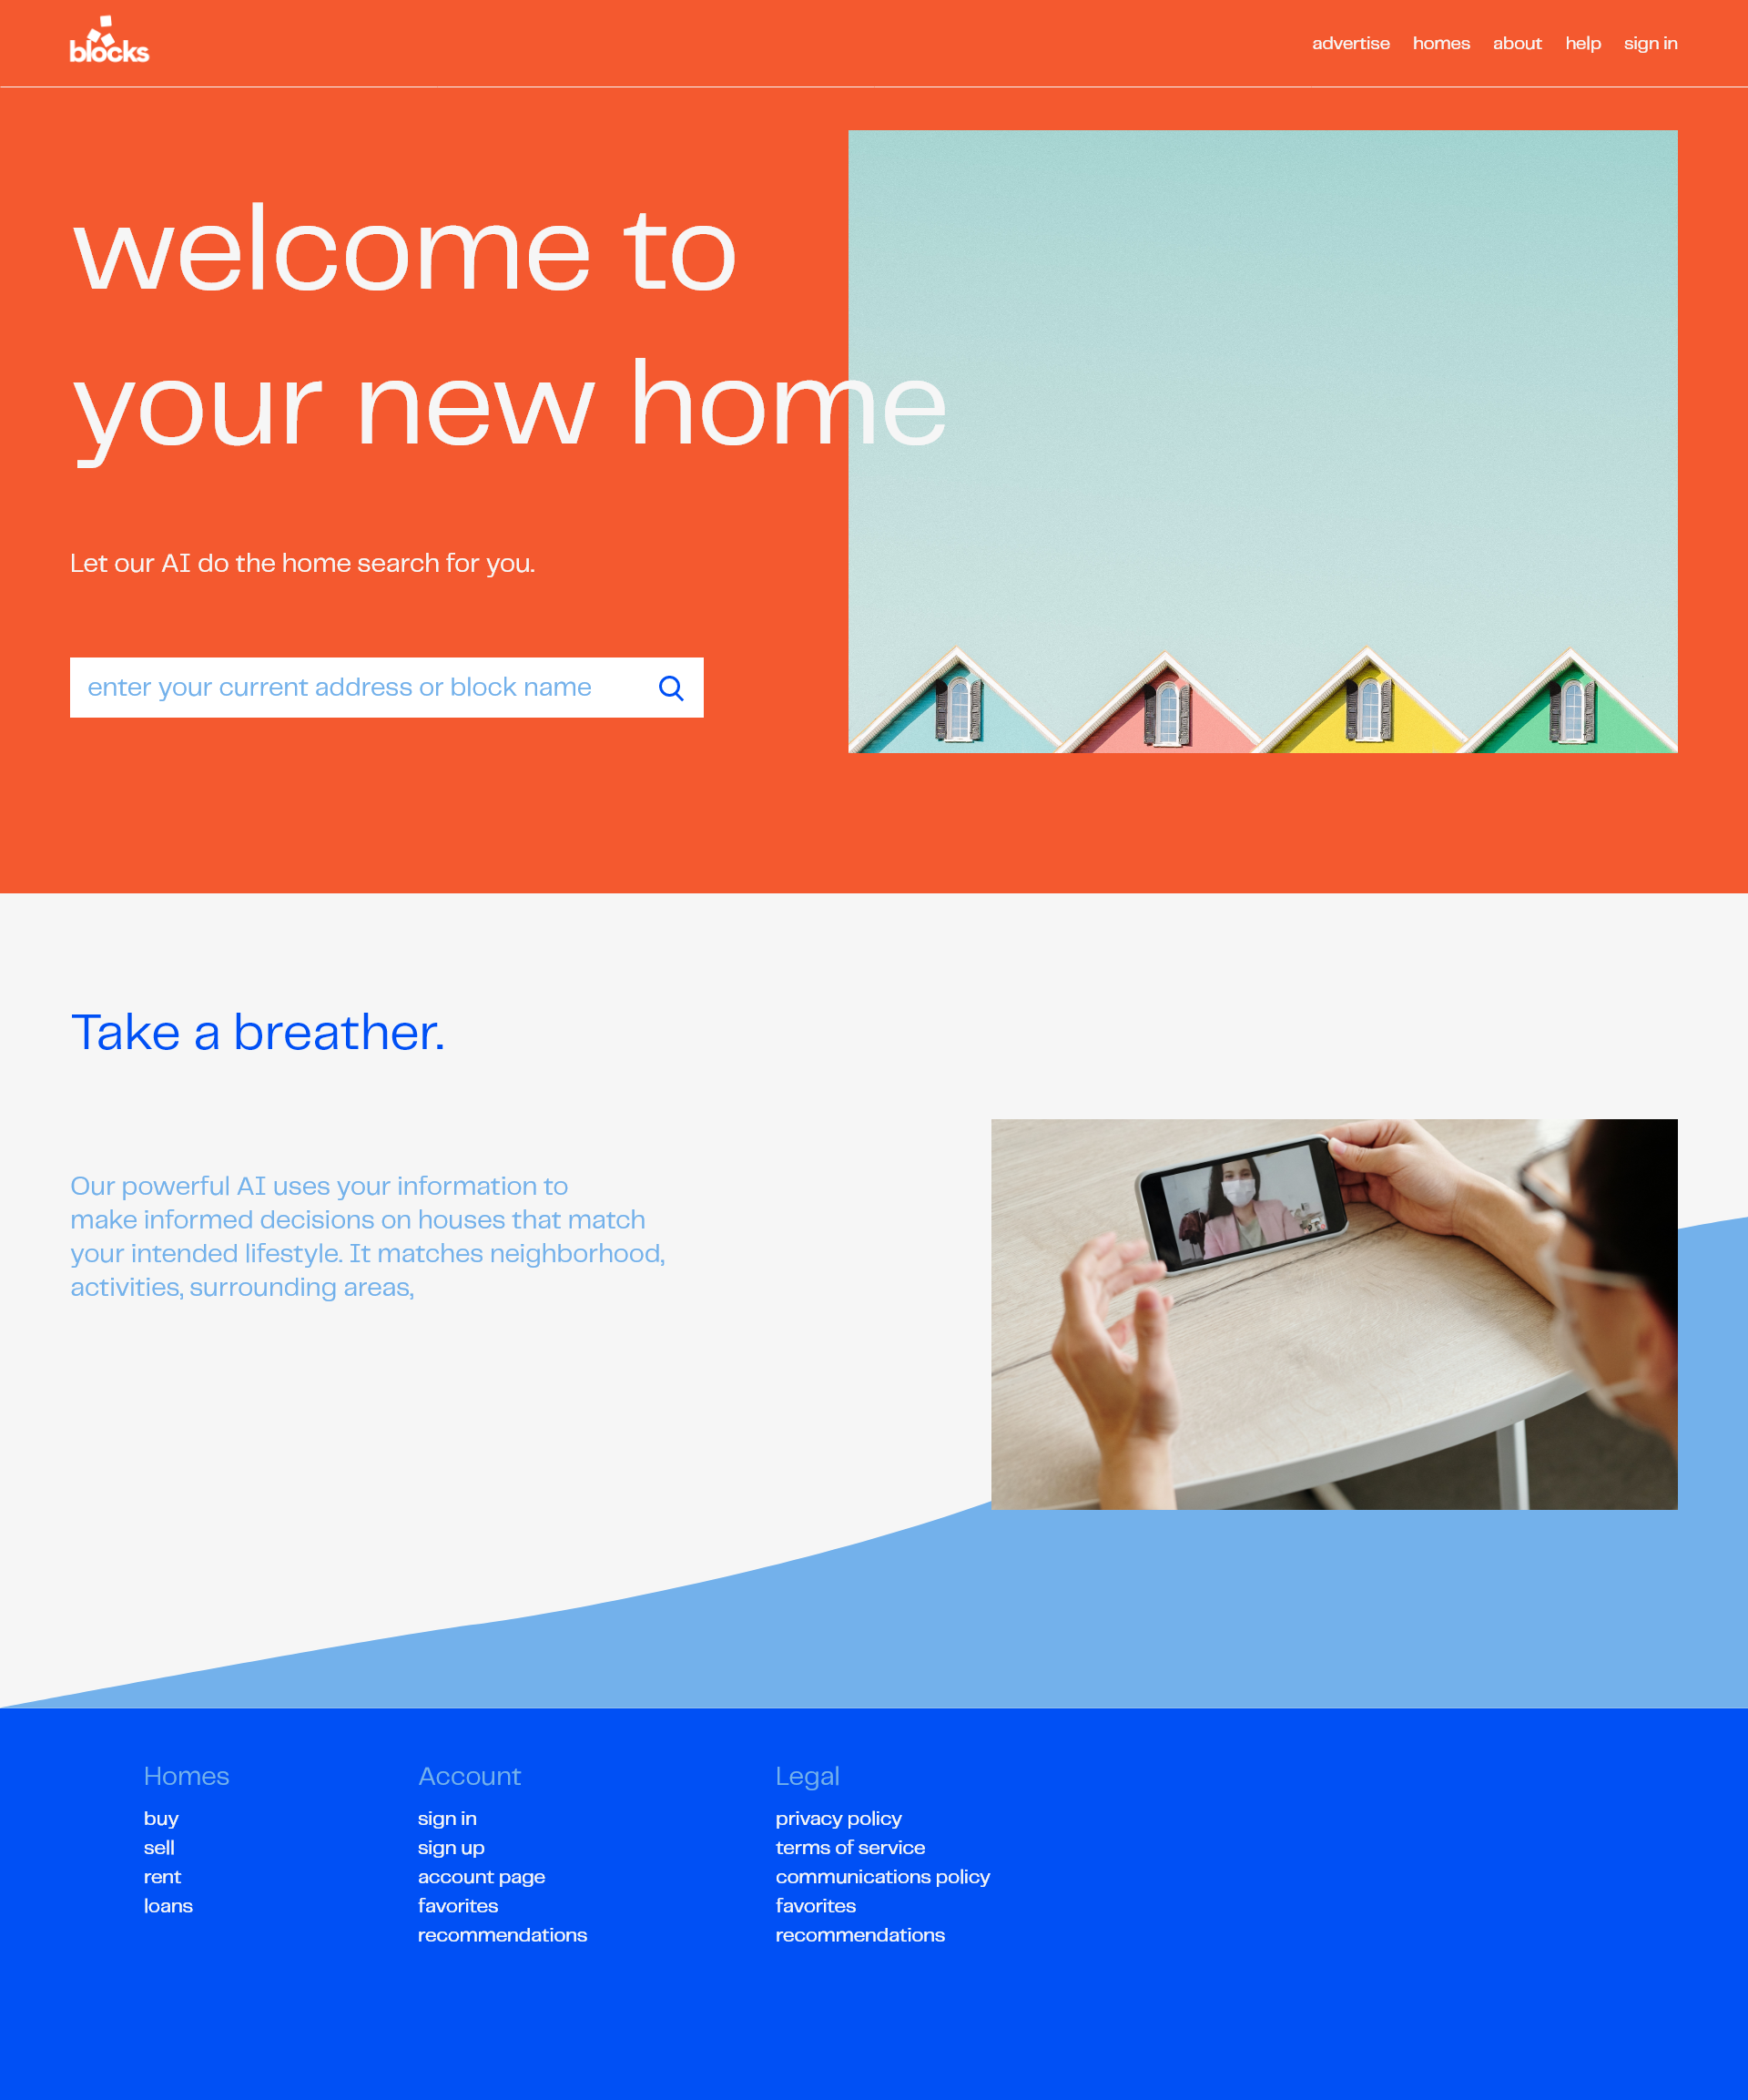 blocks
advertise homes about help sign in
welcome to
your new home
Let our AI do the home search for you.
enter your current address or block name
Take a breather.
Our powerful AI uses your information to
make informed decisions on houses that match
your intended lifestyle. It matches neighborhood,
activities, surrounding areas,
Homes
buy
sell
rent
loans
Account
sign in
sign up
account page
favorites
recommendations
Legal
privacy policy
terms of service
communications policy
favorites
recommendations